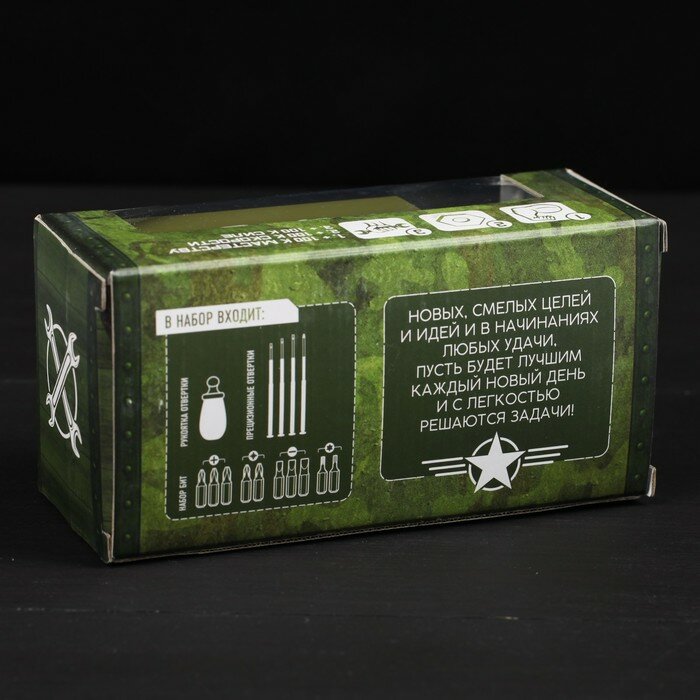 В НАБОР ВХОДИТ:
РУКОЯТКА ОТВЕРТКИ
ПРЕЦИЗИОННЫЕ ОТВЕРТКИ
НАБОР БИТ
НОВЫХ, СМЕЛЫХ ЦЕЛЕЙ
И ИДЕЙ И В НАЧИНАНИЯХ
ЛЮБЫХ УДАЧИ,
ПУСТЬ БУДЕТ ЛУЧШИМ
КАЖДЫЙ НОВЫЙ ДЕНЬ
И С ЛЕГКОСТЬЮ
РЕШАЮТСЯ ЗАДАЧИ!